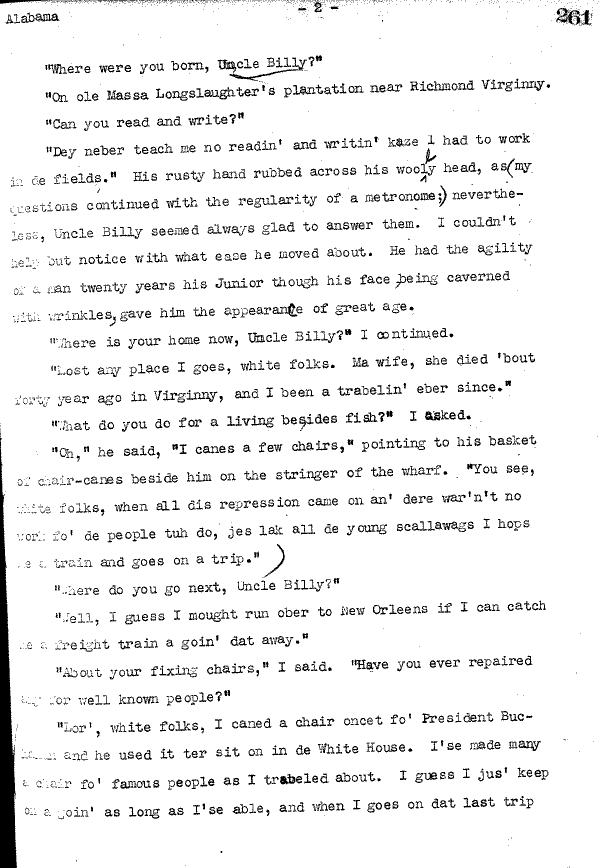 Alabama
- 2 -
261
"Where were you born, Uncle Billy?"
"On ole Massa Longslaughter's plantation near Richmond Virginny.
"Can you read and write?"
"Dey neber teach me no readin' and writin' kaze I had to work
in de fields." His rusty hand rubbed across his wooly head, as(my
questions continued with the regularity of a metronome;) neverthe-
less, Uncle Billy seemed always glad to answer them. I couldn't
help but notice with what ease he moved about. He had the agility
of a man twenty years his Junior though his face being caverned
with wrinkles, gave him the appearance of great age.
"Where is your home now, Uncle Billy?" I continued.
"Lost any place I goes, white folks. Ma wife, she died 'bout
forty year ago in Virginny, and I been a trabelin' eber since."
"What do you do for a living besides fish?" I asked.
"Oh," he said, "I canes a few chairs," pointing to his basket
of chair-canes beside him on the stringer of the wharf. "You see,
white folks, when all dis repression came on an' dere war'n't no
work fo' de people tuh do, jes lak all de young scallawags I hops
me a train and goes on a trip.")
"Where do you go next, Uncle Billy?"
"Well, I guess I mought run ober to New Orleens if I can catch
me a freight train a goin' dat away."
"About your fixing chairs," I said. "Have you ever repaired
any for well known people?"
"Lor', white folks, I caned a chair oncet fo' President Buc-
and he used it ter sit on in de White House. I'se made many
a chair fo' famous people as I trabeled about. I guess I jus' keep
on a goin' as long as I'se able, and when I goes on dat last trip